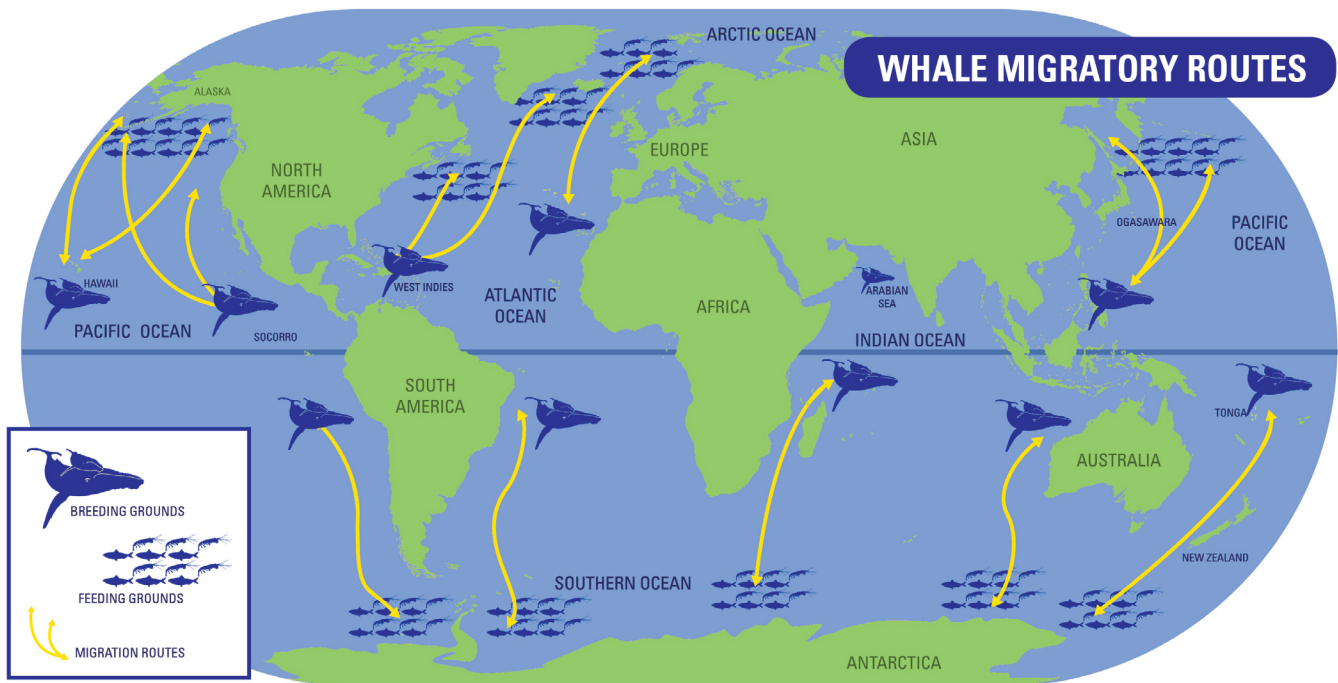 ARCTIC OCEAN
WHALE MIGRATORY ROUTES
ALASKA
NORTH
AMERICA
EUROPE
ASIA
OGASAWARA
PACIFIC
OCEAN
HAWAII
WEST INDIES
ATLANTIC
OCEAN
AFRICA
ARABIAN
SEA
PACIFIC OCEAN
SOCORRO
INDIAN OCEAN
SOUTH
AMERICA
TONGA
AUSTRALIA
BREEDING GROUNDS
NEW ZEALAND
SOUTHERN OCEAN
FEEDING GROUNDS
MIGRATION ROUTES
ANTARCTICA